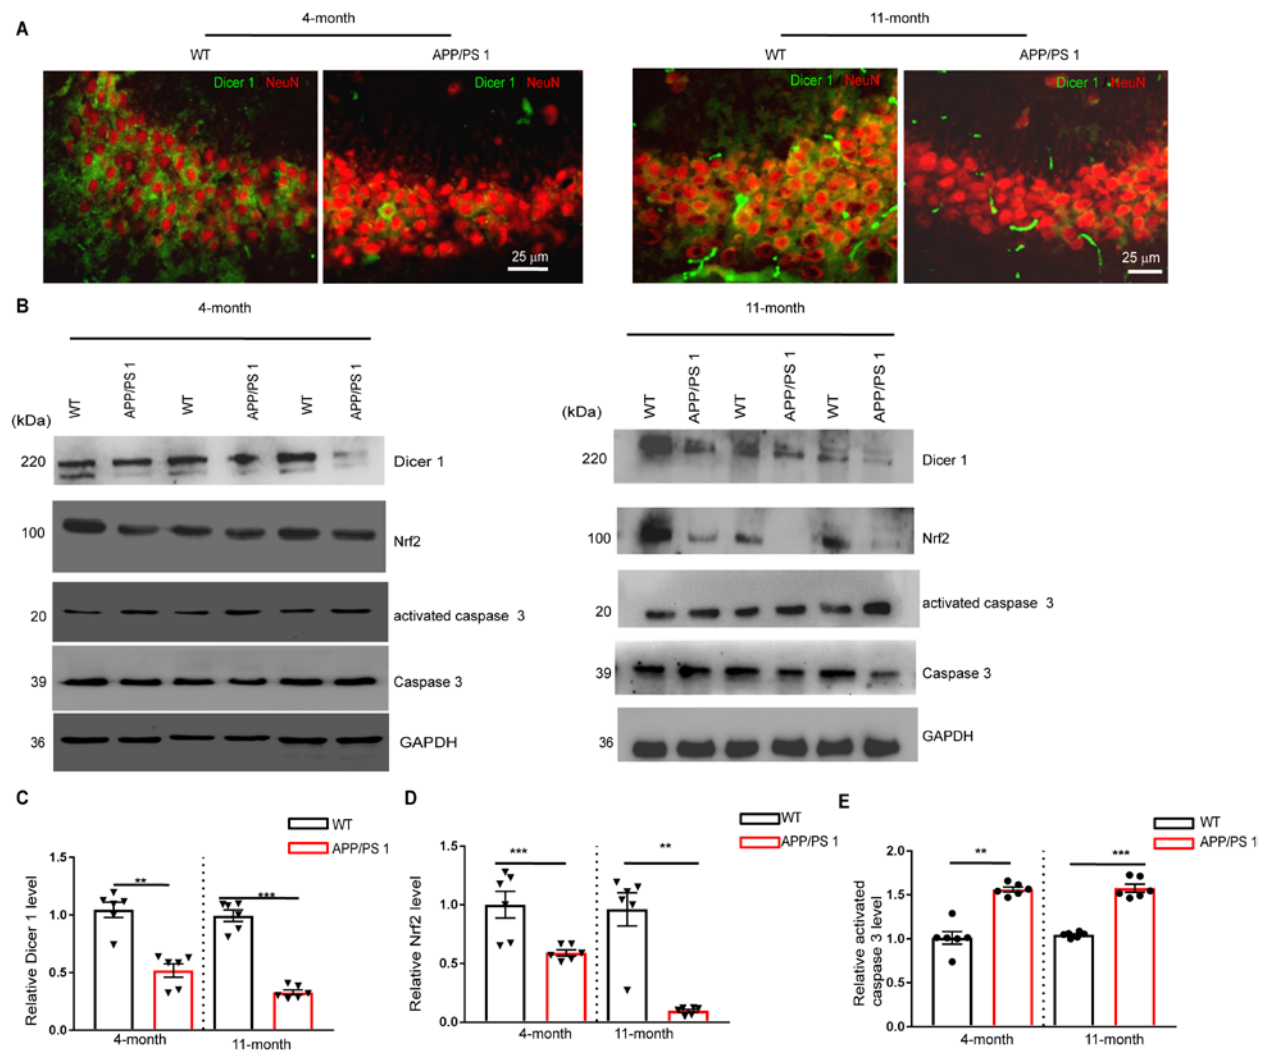 A
4-month
11-month
WT
APP/PS 1
WT
APP/PS 1
Dicer 1 NeuN
Dicer 1 NeuN
Dicer 1 NeuN
Dicer 1 NeuN
25 μm
25 μm
B
4-month
11-month
WT
APP/PS 1
WT
APP/PS 1
WT
APP/PS 1
WT
APP/PS 1
WT
APP/PS 1
WT
APP/PS 1
(kDa)
(kDa)
220
Dicer 1
220
Dicer 1
100
Nrf2
100
Nrf2
20
activated caspase 3
20
activated caspase 3
39
Caspase 3
39
Caspase 3
36
GAPDH
36
GAPDH
C
WT
APP/PS 1
Relative Dicer 1 level
1.5
1.0
0.5
0.0
**
***
4-month
11-month
D
WT
APP/PS 1
Relative Nrf2 level
1.5
1.0
0.5
0.0
***
**
4-month
11-month
E
WT
APP/PS 1
Relative activated
caspase 3 level
2.0
1.5
1.0
0.5
0.0
**
***
4-month
11-month